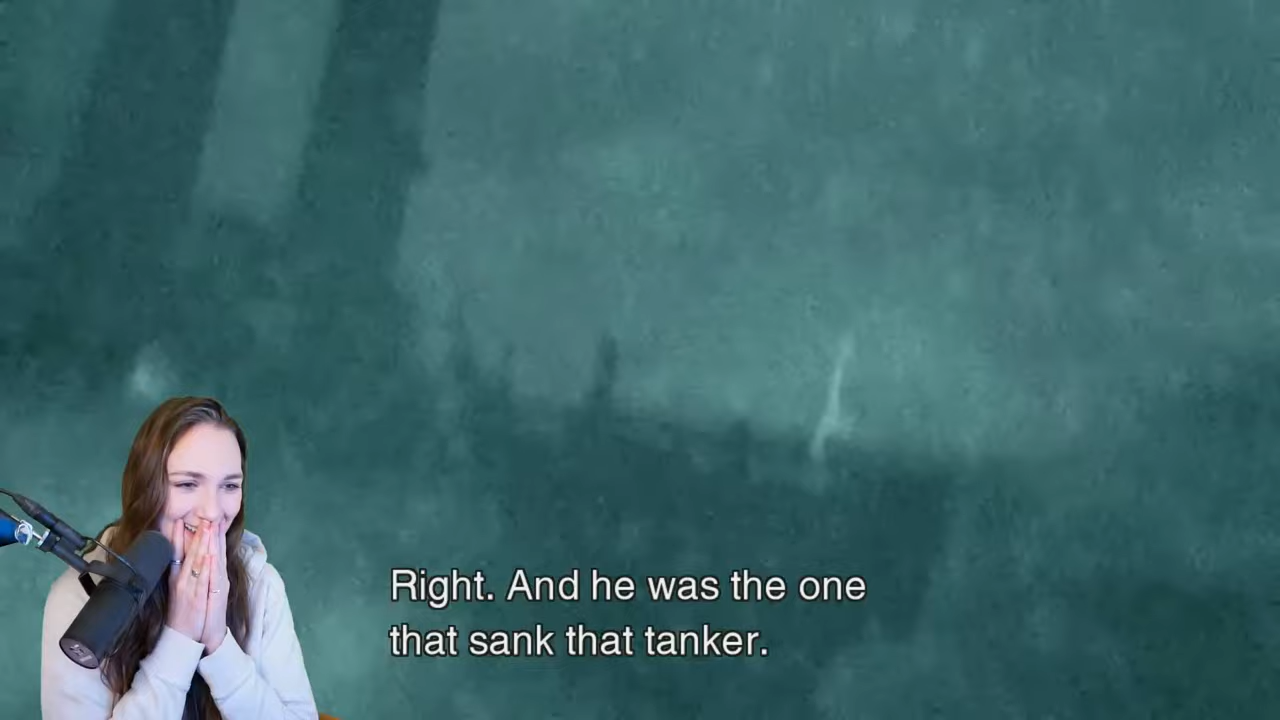 Right. And he was the one
that sank that tanker.